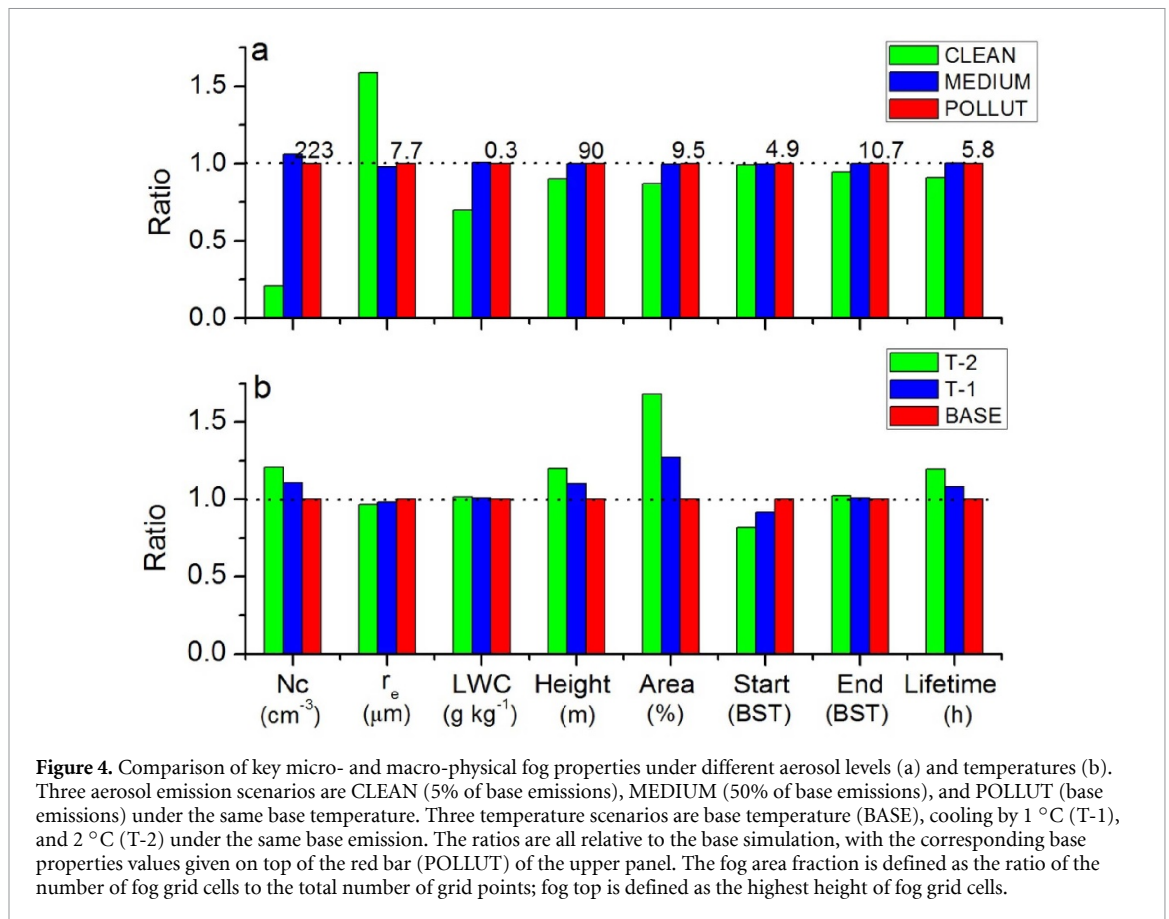 a
CLEAN
MEDIUM
POLLUT
Ratio
1.5
1.0
0.5
0.0
223 7.7 0.3 90 9.5 4.9 10.7 5.8
b
T-2
T-1
BASE
Ratio
1.5
1.0
0.5
0.0
Nc re LWC Height Area Start End Lifetime
(cm-3) (μm) (g kg-1) (m) (%) (BST) (BST) (h)
Figure 4. Comparison of key micro- and macro-physical fog properties under different aerosol levels (a) and temperatures (b).
Three aerosol emission scenarios are CLEAN (5% of base emissions), MEDIUM (50% of base emissions), and POLLUT (base
emissions) under the same base temperature. Three temperature scenarios are base temperature (BASE), cooling by 1 °C (T-1),
and 2 °C (T-2) under the same base emission. The ratios are all relative to the base simulation, with the corresponding base
properties values given on top of the red bar (POLLUT) of the upper panel. The fog area fraction is defined as the ratio of the
number of fog grid cells to the total number of grid points; fog top is defined as the highest height of fog grid cells.